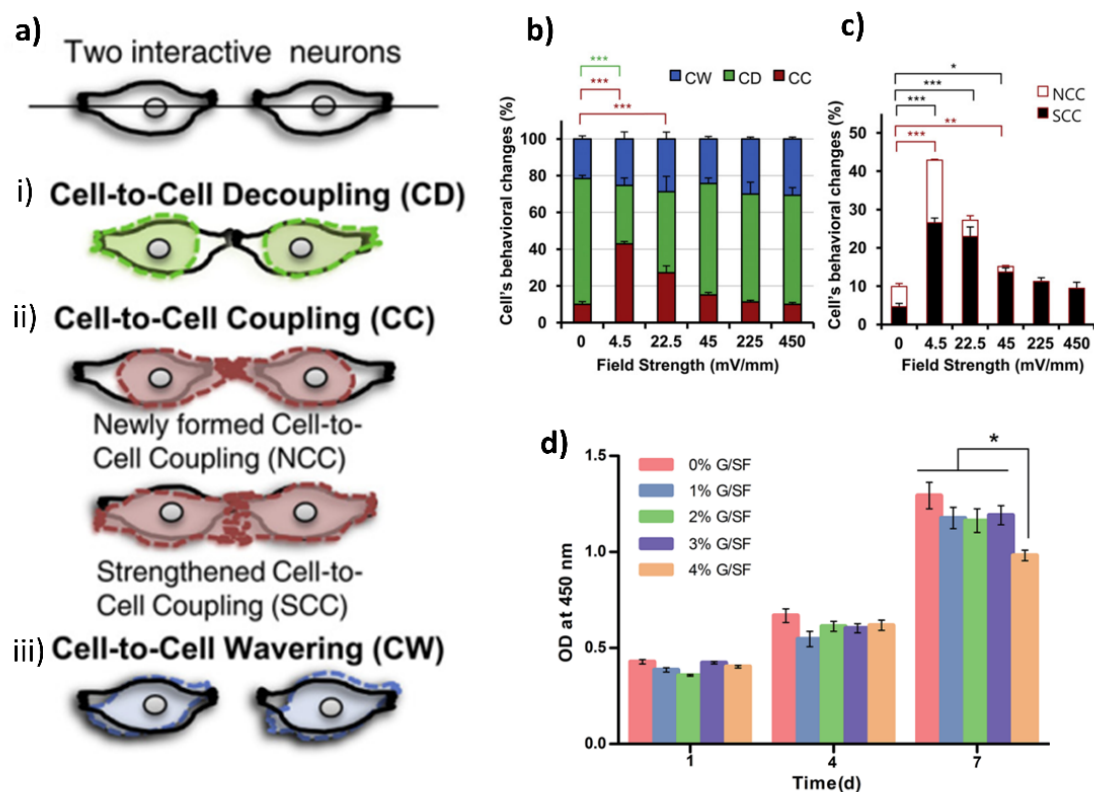 a)
Two interactive neurons
i)
Cell-to-Cell Decoupling (CD)
ii)
Cell-to-Cell Coupling (CC)
Newly formed Cell-to-
Cell Coupling (NCC)
Strengthened Cell-to-
Cell Coupling (SCC)
iii)
Cell-to-Cell Wavering (CW)
b)
***
***
***
CW
CD
CC
Cell's behavioral changes (%)
100
80
60
40
20
0
0 4.5 22.5 45 225 450
Field Strength (mV/mm)
c)
*
***
***
**
***
NCC
SCC
Cell's behavioral changes (%)
50
40
30
20
10
0
0 4.5 22.5 45 225 450
Field Strength (mV/mm)
d)
0% G/SF
1% G/SF
2% G/SF
3% G/SF
4% G/SF
*
OD at 450 nm
1.5
1.0
0.5
0.0
1 4 7
Time(d)